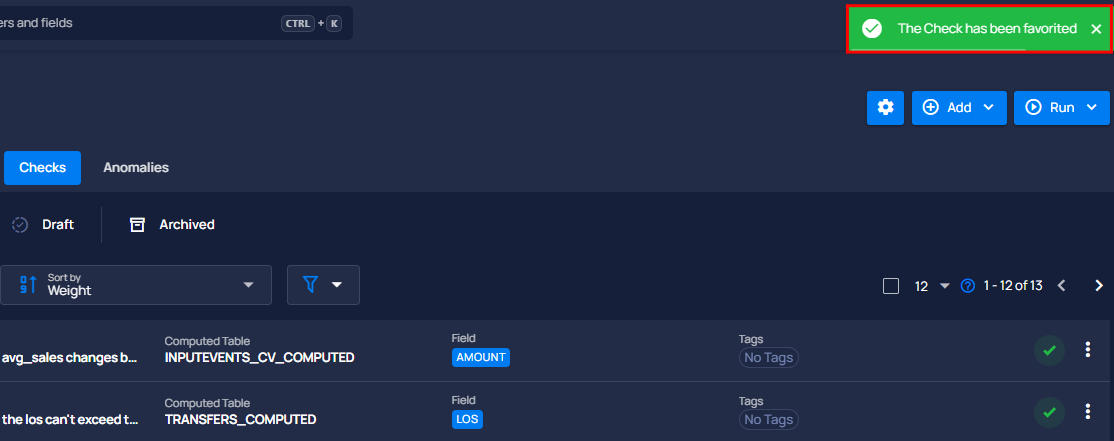 ers and fields
CTRL + K
The Check has been favorited
Add
Run
Checks
Anomalies
Draft
Archived
Sort by
Weight
12
1 - 12 of 13
avg_sales changes b...
Computed Table
INPUTEVENTS_CV_COMPUTED
Field
AMOUNT
Tags
No Tags
the los can't exceed t...
Computed Table
TRANSFERS_COMPUTED
Field
LOS
Tags
No Tags